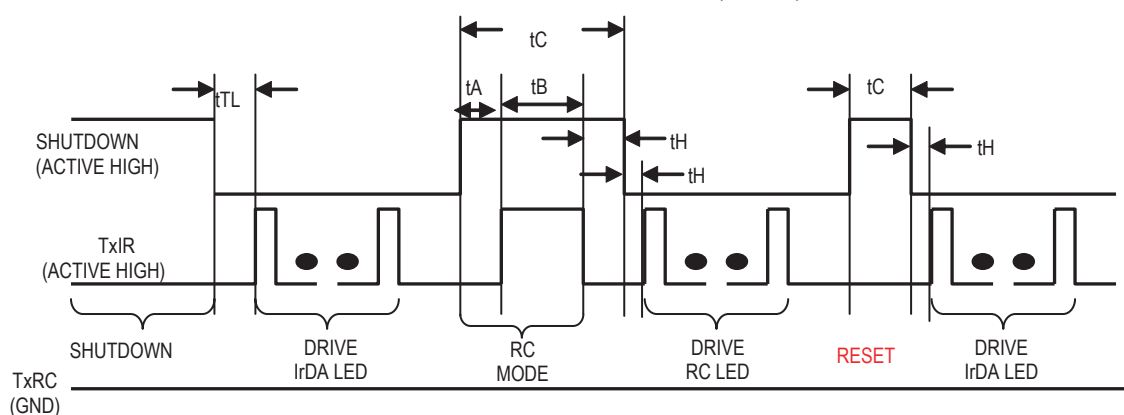 tC
tA
tB
tC
tTL
SHUTDOWN
(ACTIVE HIGH)
tH
tH
tH
TxIR
(ACTIVE HIGH)
SHUTDOWN
DRIVE
IrDA LED
RC
MODE
DRIVE
RC LED
RESET
DRIVE
IrDA LED
TxRC
(GND)